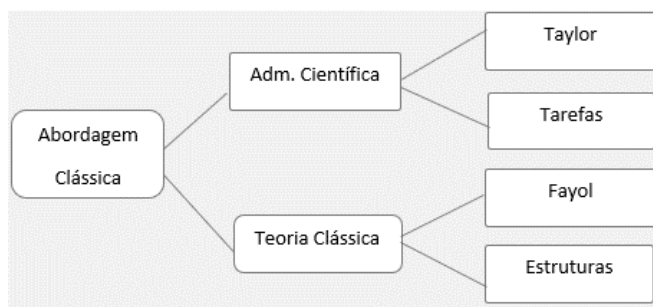 Abordagem
Clássica
Adm. Científica
Taylor
Tarefas
Teoria Clássica
Fayol
Estruturas